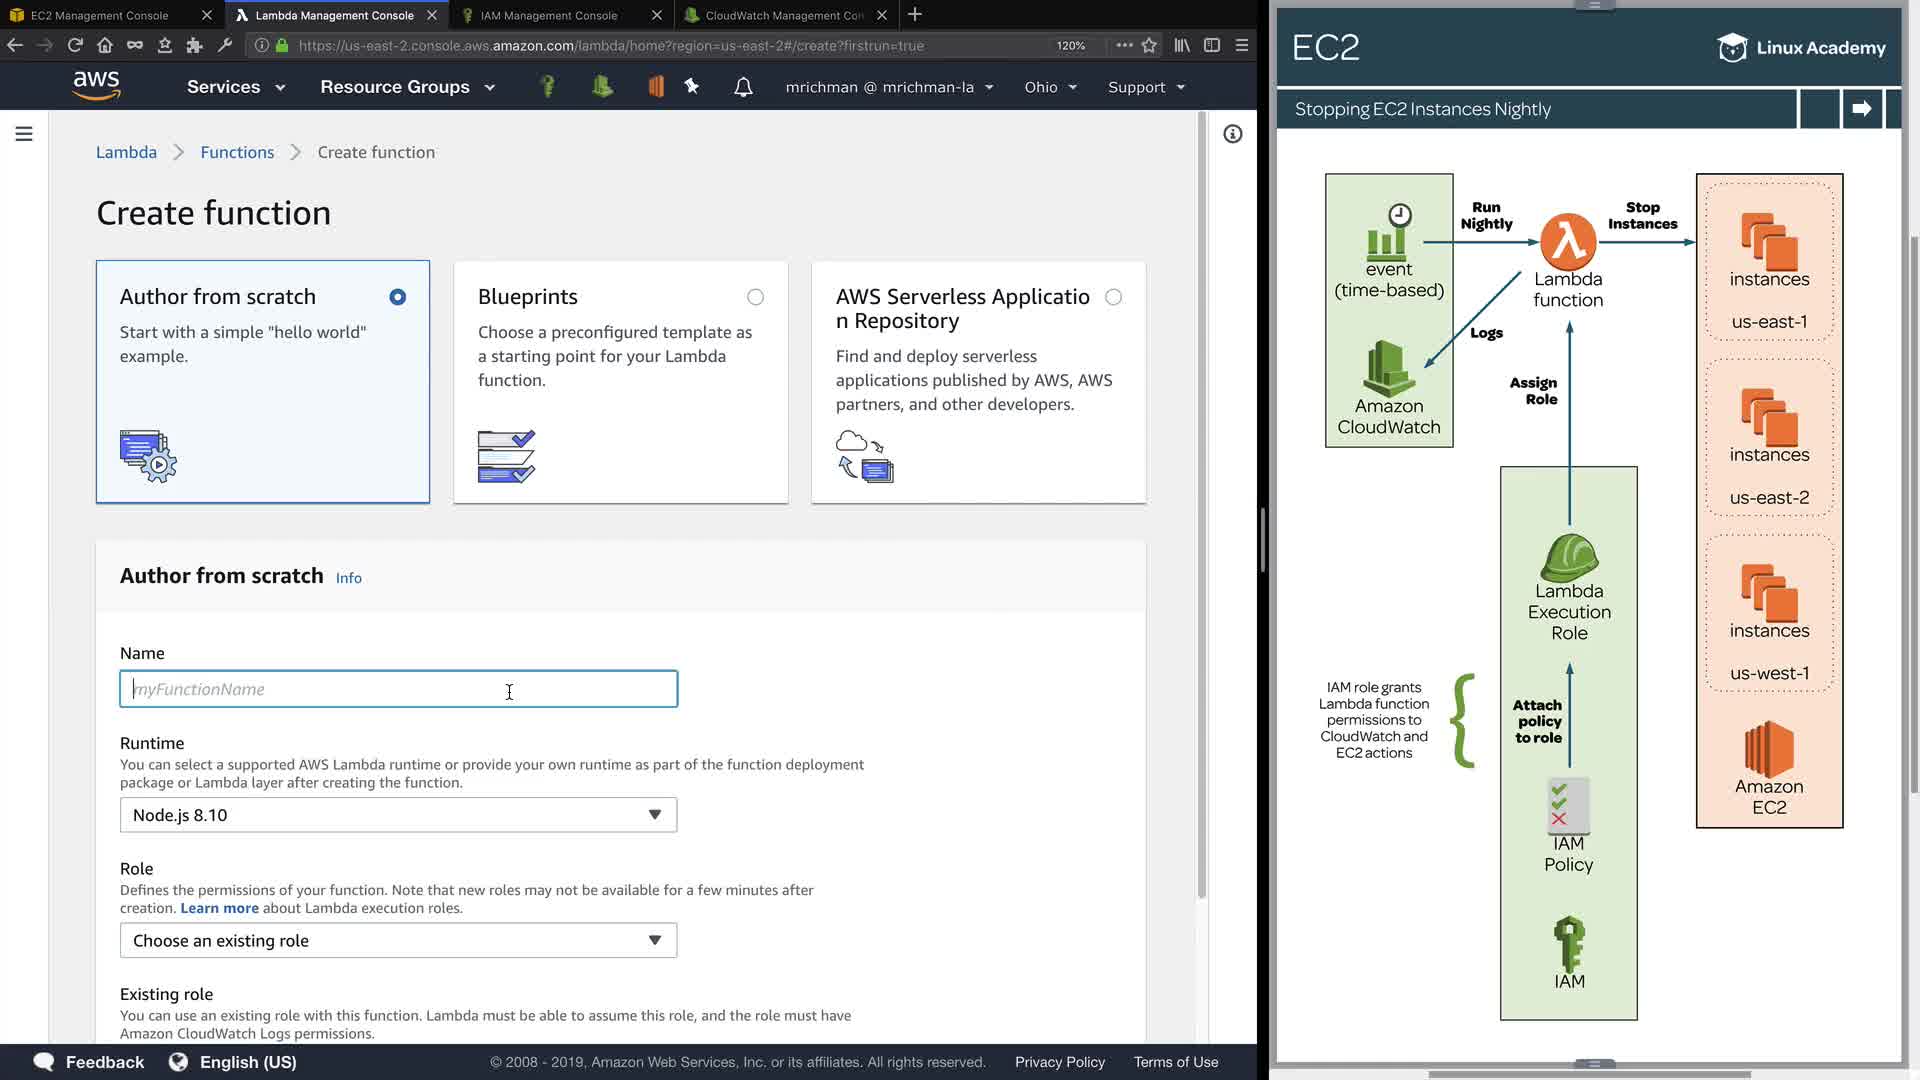 EC2 Management Console
Lambda Management Console
IAM Management Console
CloudWatch Management Con
https://us-east-2.console.aws.amazon.com/lambda/home?region=us-east-2#/create?firstrun=true
120%
aws
Services
Resource Groups
mrichman @ mrichman-la
Ohio
Support
Lambda
Functions
Create function
Create function
Author from scratch
Start with a simple "hello world"
example.
Blueprints
Choose a preconfigured template as
a starting point for your Lambda
function.
AWS Serverless Applicatio
n Repository
Find and deploy serverless
applications published by AWS, AWS
partners, and other developers.
Author from scratch Info
Name
myFunctionName
Runtime
You can select a supported AWS Lambda runtime or provide your own runtime as part of the function deployment
package or Lambda layer after creating the function.
Node.js 8.10
Role
Defines the permissions of your function. Note that new roles may not be available for a few minutes after
creation. Learn more about Lambda execution roles.
Choose an existing role
Existing role
You can use an existing role with this function. Lambda must be able to assume this role, and the role must have
Amazon CloudWatch Logs permissions.
Feedback
English (US)
© 2008 - 2019, Amazon Web Services, Inc. or its affiliates. All rights reserved.
Privacy Policy
Terms of Use
EC2
Linux Academy
Stopping EC2 Instances Nightly
event
(time-based)
Run
Nightly
Lambda
function
Stop
Instances
instances
us-east-1
Logs
Amazon
CloudWatch
Assign
Role
instances
us-east-2
Lambda
Execution
Role
instances
us-west-1
IAM role grants
Lambda function
permissions to
CloudWatch and
EC2 actions
Attach
policy
to role
Amazon
EC2
IAM
Policy
IAM